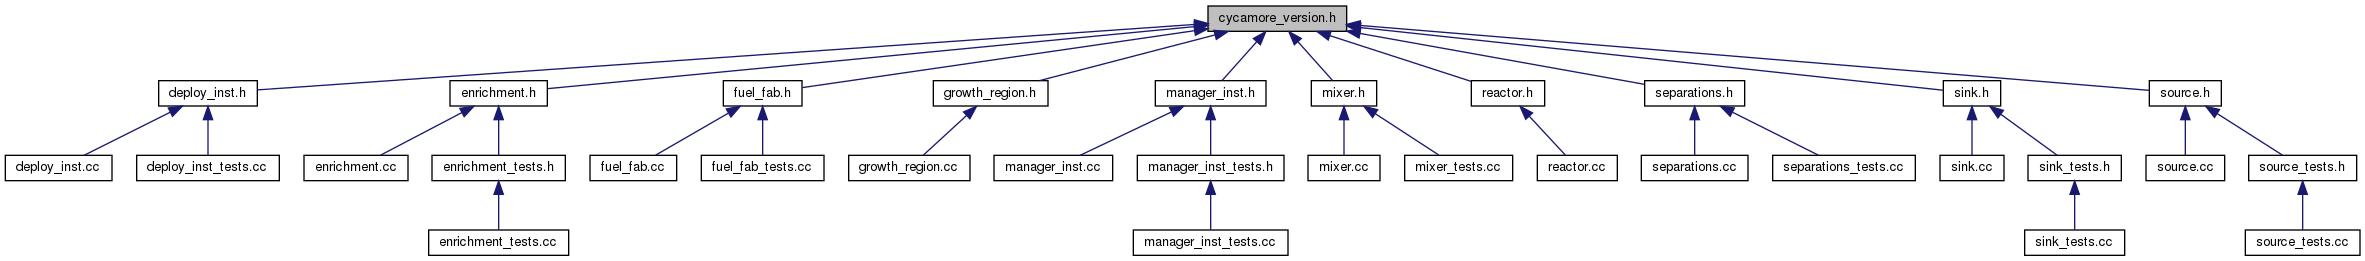 cycamore_version.h
deploy_inst.h
enrichment.h
fuel_fab.h
growth_region.h
manager_inst.h
mixer.h
reactor.h
separations.h
sink.h
source.h
deploy_inst.cc
deploy_inst_tests.cc
enrichment.cc
enrichment_tests.h
fuel_fab.cc
fuel_fab_tests.cc
growth_region.cc
manager_inst.cc
manager_inst_tests.h
mixer.cc
mixer_tests.cc
reactor.cc
separations.cc
separations_tests.cc
sink.cc
sink_tests.h
source.cc
source_tests.h
enrichment_tests.cc
manager_inst_tests.cc
sink_tests.cc
source_tests.cc